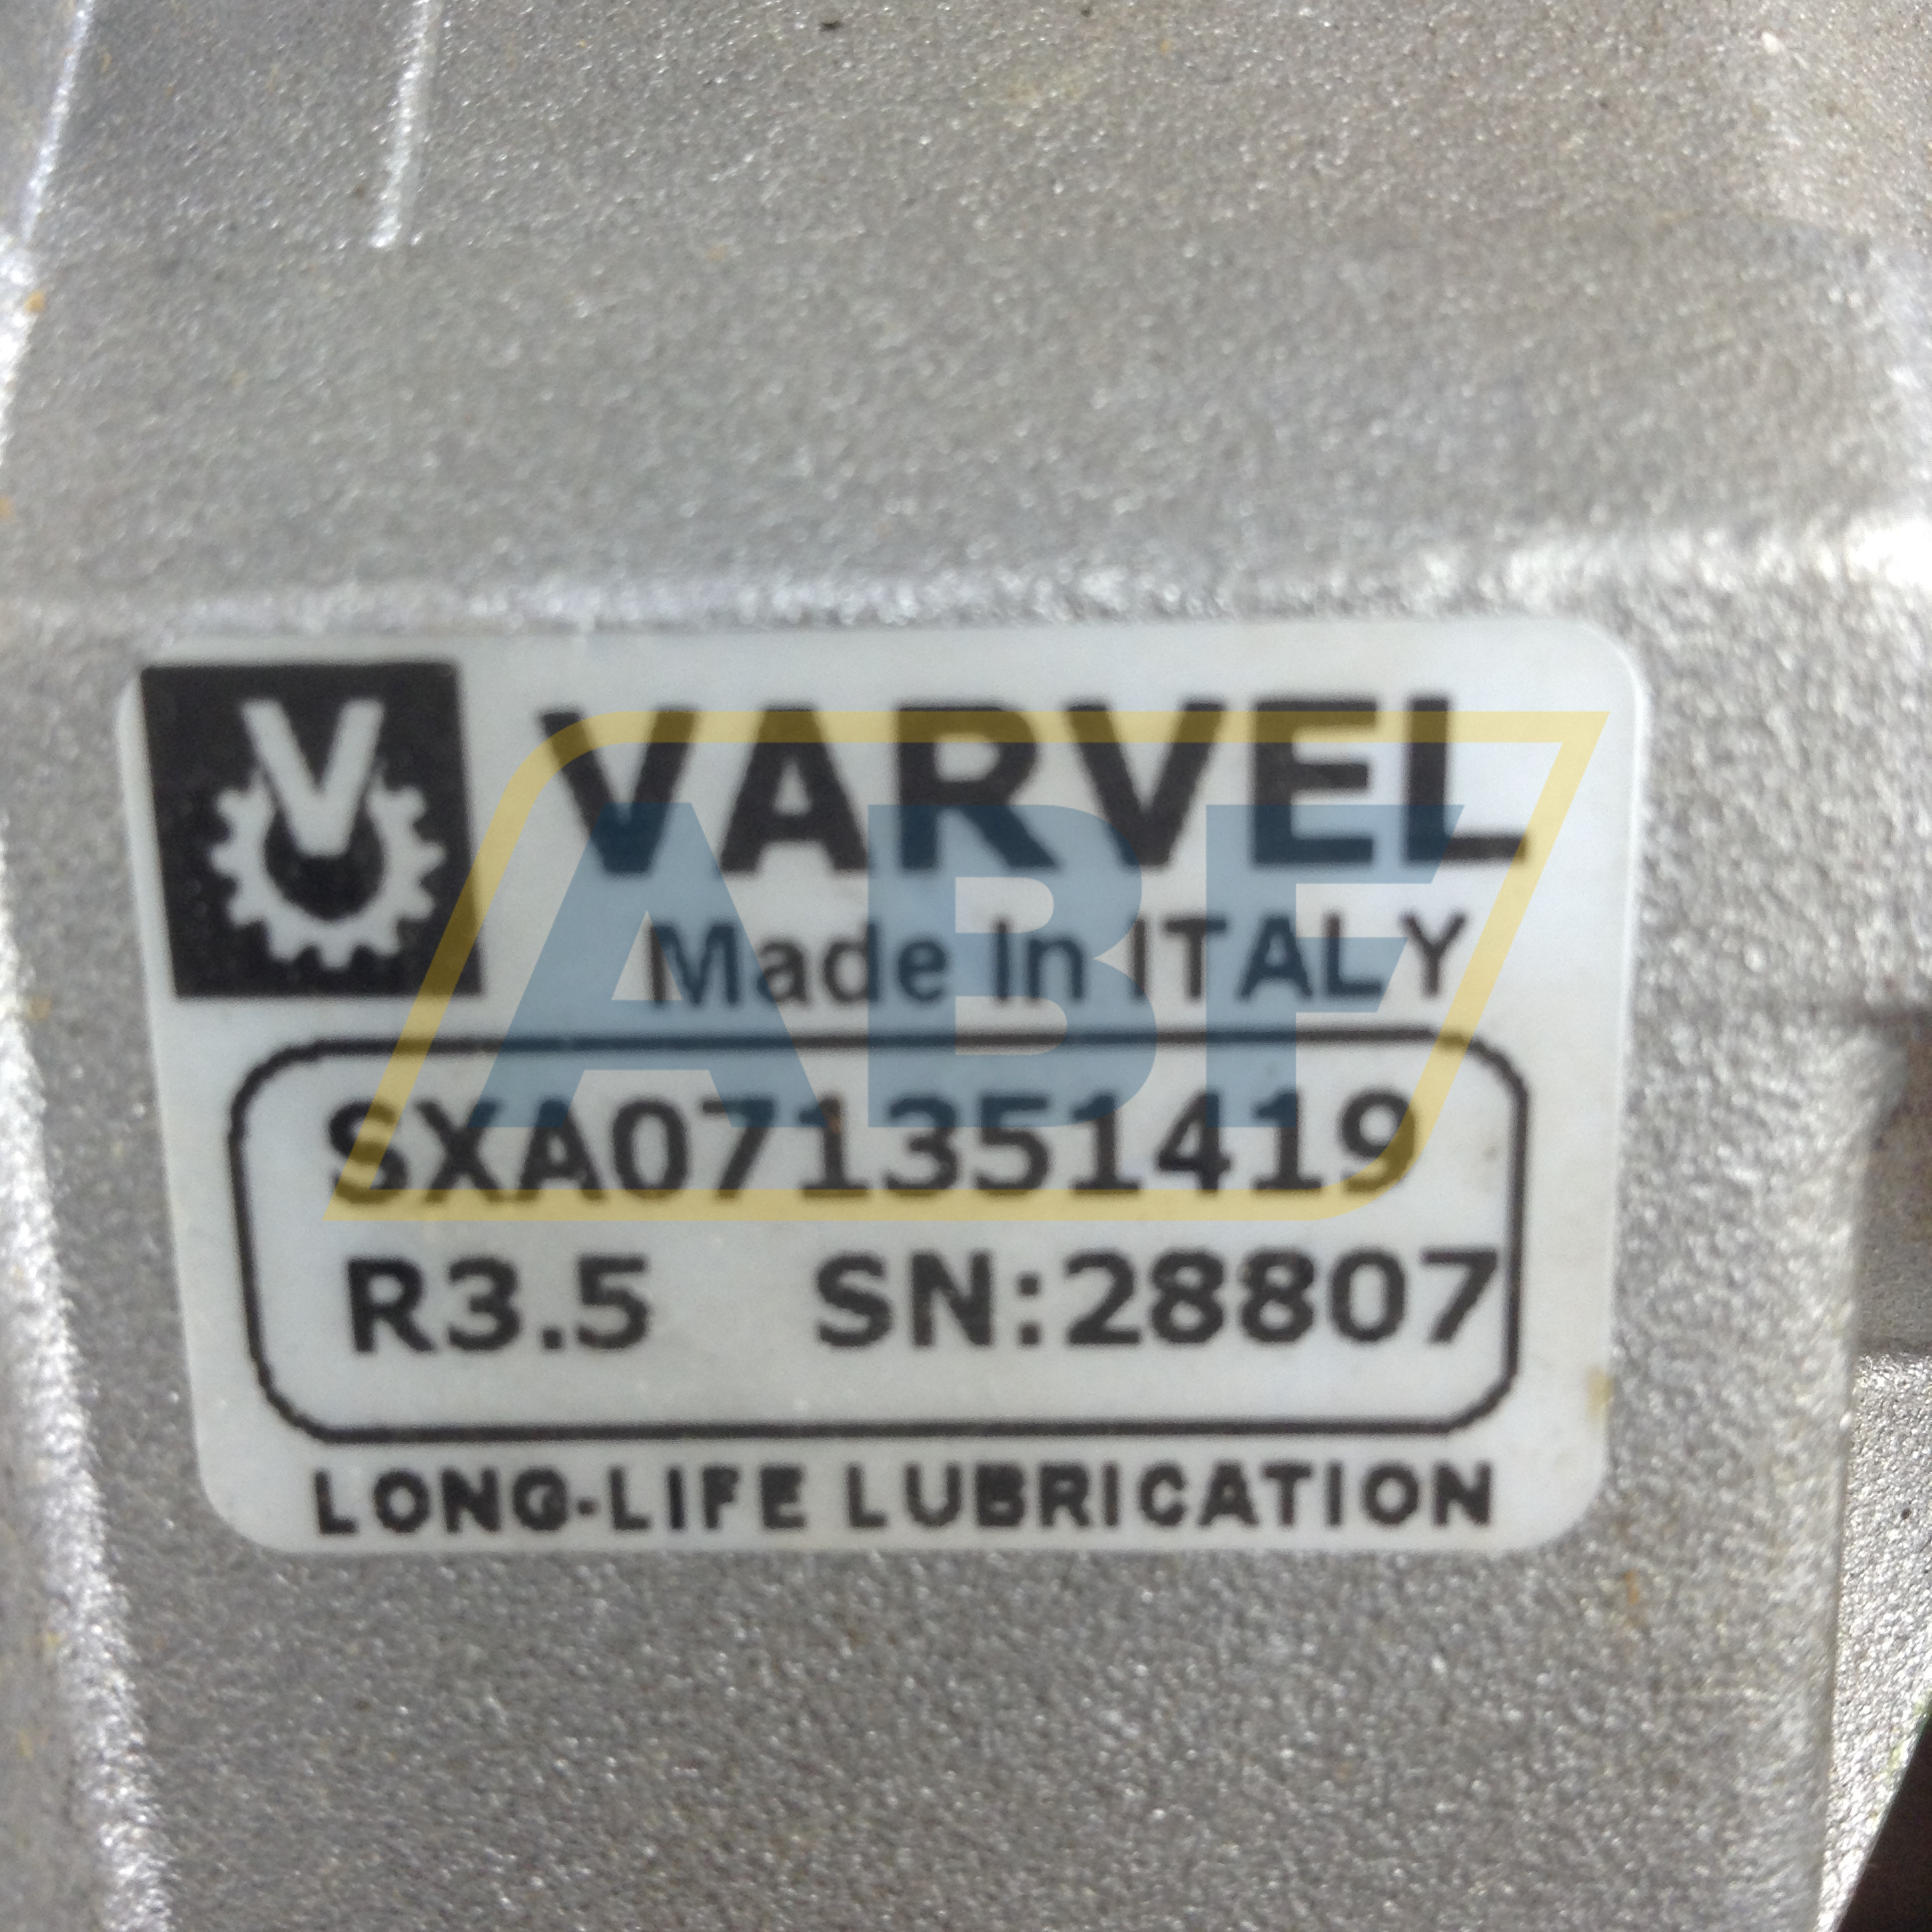 V
VARVEL
Made In ITALY
SXA071351419
R3.5 SN:28807
LONG-LIFE LUBRICATION
ABF